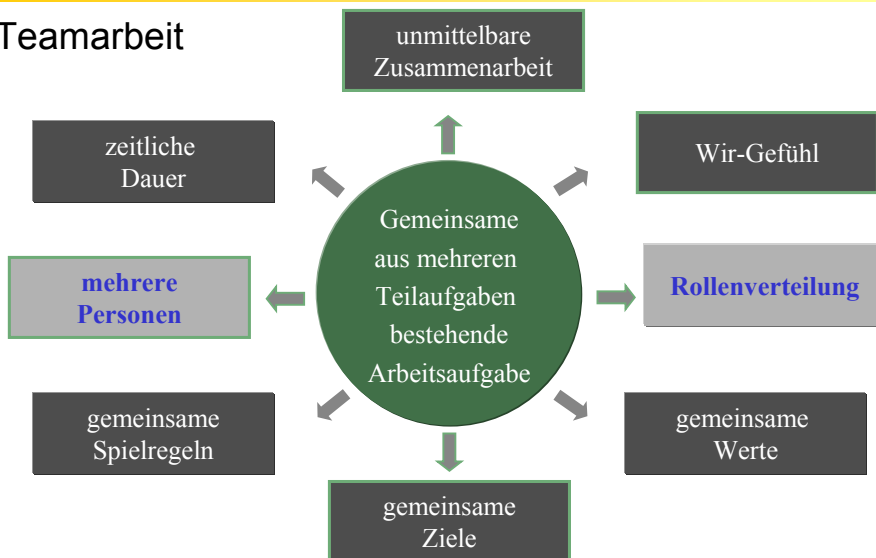 Teamarbeit
unmittelbare
Zusammenarbeit
zeitliche
Dauer
Wir-Gefühl
Gemeinsame
aus mehreren
Teilaufgaben
bestehende
Arbeitsaufgabe
mehrere
Personen
Rollenverteilung
gemeinsame
Spielregeln
gemeinsame
Werte
gemeinsame
Ziele